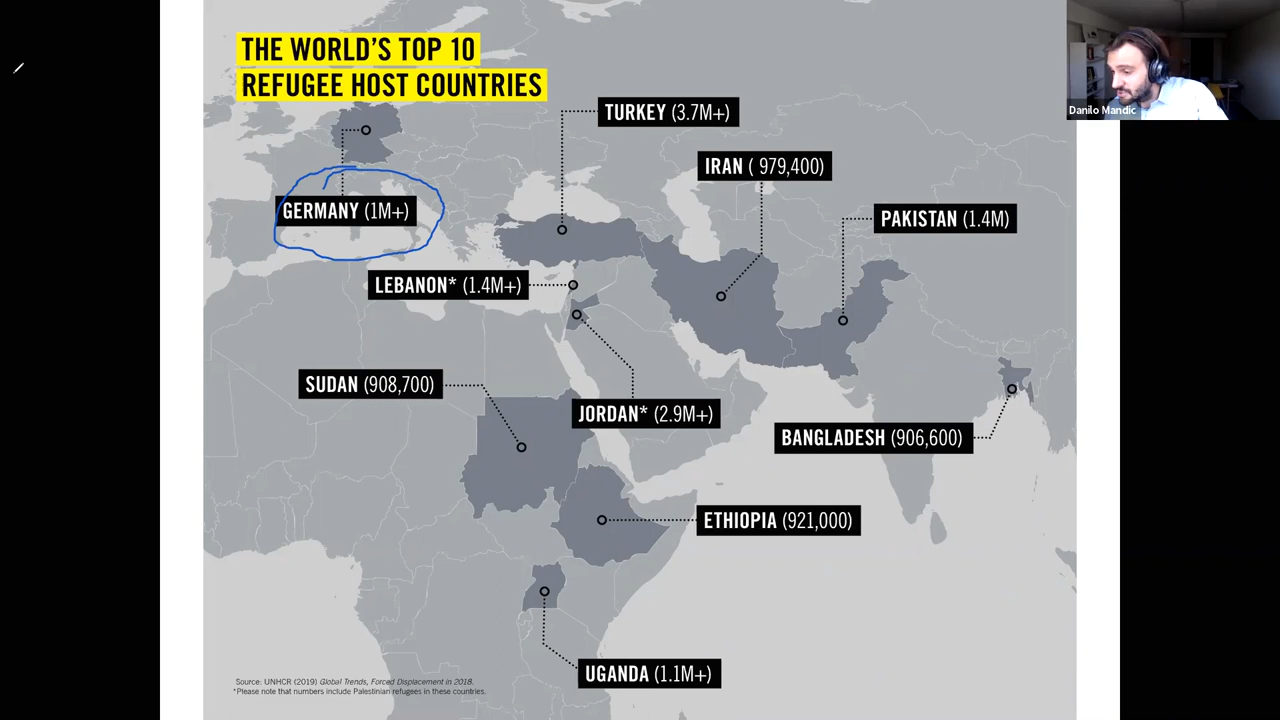 THE WORLD'S TOP 10
REFUGEE HOST COUNTRIES
Danilo Mandic
TURKEY (3.7M+)
IRAN ( 979,400)
GERMANY (1M+)
PAKISTAN (1.4M)
LEBANON* (1.4M+)
SUDAN (908,700)
JORDAN* (2.9M+)
BANGLADESH (906,600)
ETHIOPIA (921,000)
UGANDA (1.1M+)
Source: UNHCR (2019) Global Trends, Forced Displacement in 2018.
*Please note that numbers include Palestinian refugees in these countries.